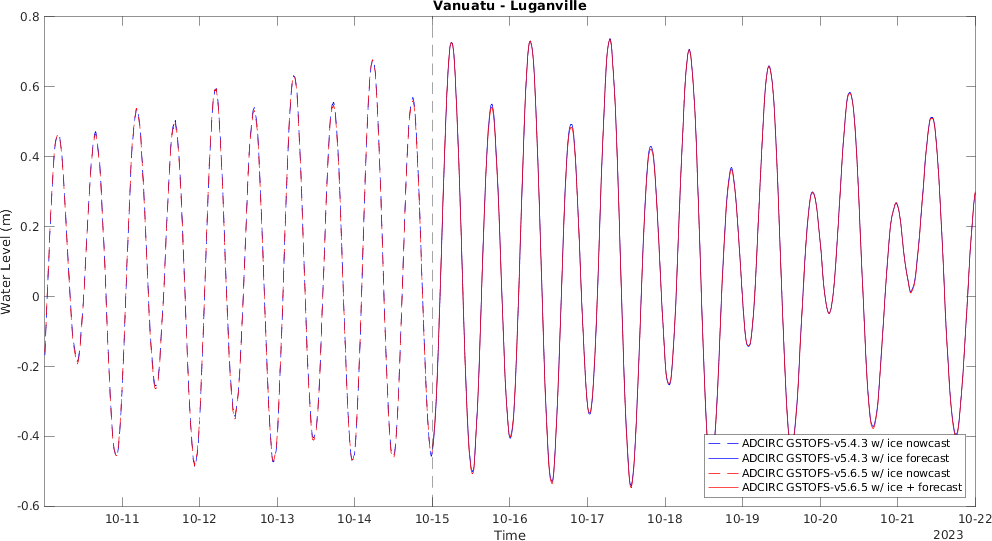 Vanuatu - Luganville
0.8
0.6
0.4
0.2
0
-0.2
-0.4
-0.6
Water Level (m)
ADCIRC GSTOFS-v5.4.3 w/ ice nowcast
ADCIRC GSTOFS-v5.4.3 w/ ice forecast
ADCIRC GSTOFS-v5.6.5 w/ ice nowcast
ADCIRC GSTOFS-v5.6.5 w/ ice + forecast
10-11 10-12 10-13 10-14 10-15 10-16 10-17 10-18 10-19 10-20 10-21 10-22
Time 2023